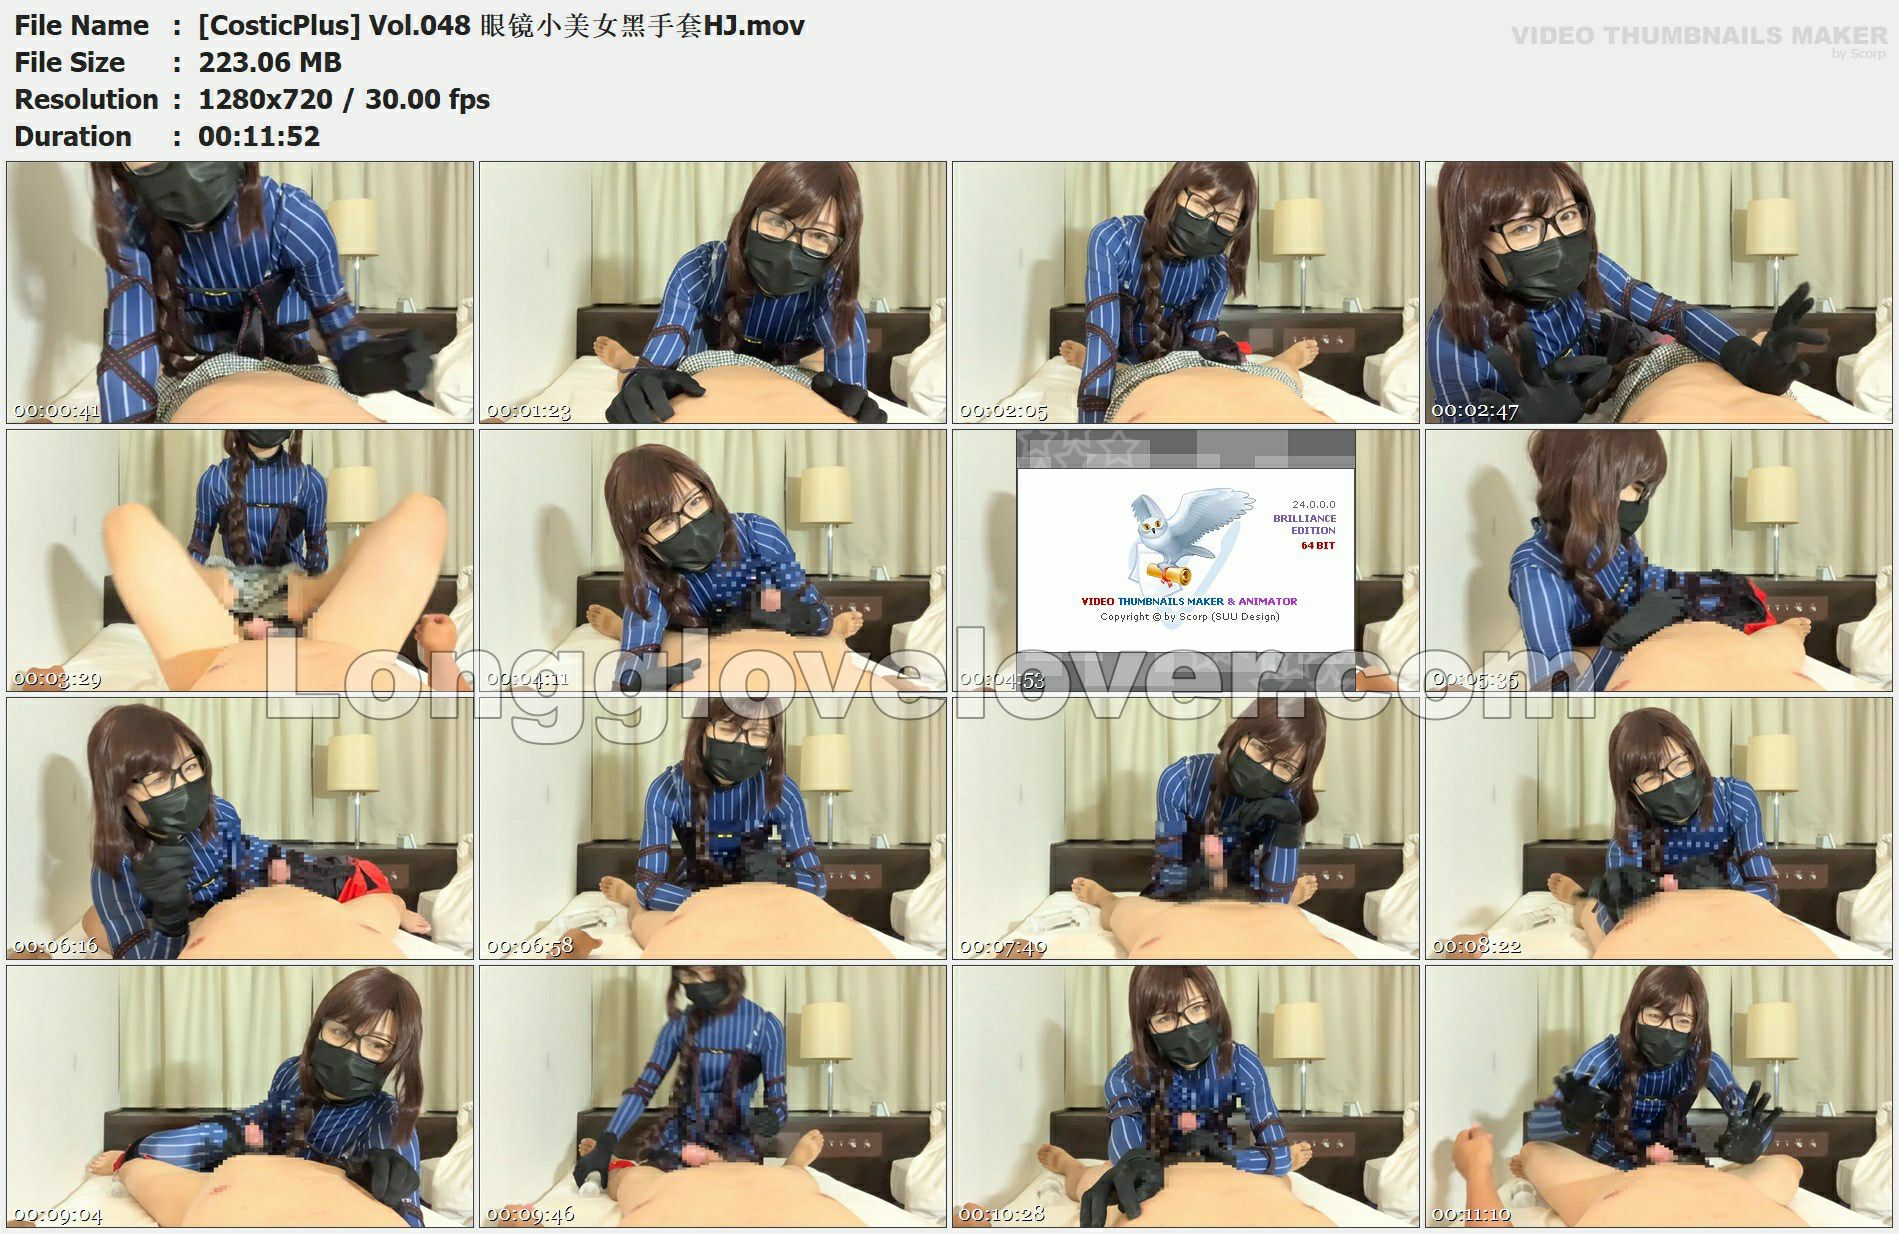 File Name : [CosticPlus] Vol.048 眼镜小美女黑手套HJ.mov
VIDEO THUMBNAILS MAKER
by Scorp
File Size : 223.06 MB
Resolution : 1280x720 / 30.00 fps
Duration : 00:11:52
00:00:41
00:01:23
00:02:05
00:02:47
00:03:29
00:04:11
24.0.0.0
BRILLIANCE
EDITION
64 BIT
VIDEO THUMBNAILS MAKER & ANIMATOR
Copyright © by Scorp (SUU Design)
00:04:53
00:05:35
Longglovelover.com
00:06:16
00:06:58
00:07:40
00:08:22
00:09:04
00:09:46
00:10:28
00:11:10